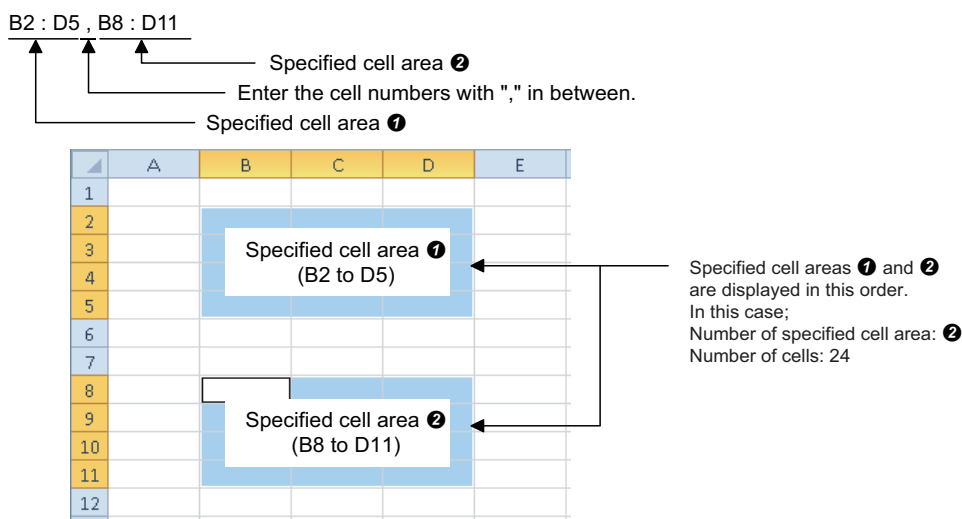 B2 : D5 , B8 : D11
Specified cell area ❷
Enter the cell numbers with "," in between.
Specified cell area ❶
A B C D E
1
2
3
4
5
6
7
8
9
10
11
12
Specified cell area ❶
(B2 to D5)
Specified cell area ❷
(B8 to D11)
Specified cell areas ❶ and ❷
are displayed in this order.
In this case;
Number of specified cell area: ❷
Number of cells: 24